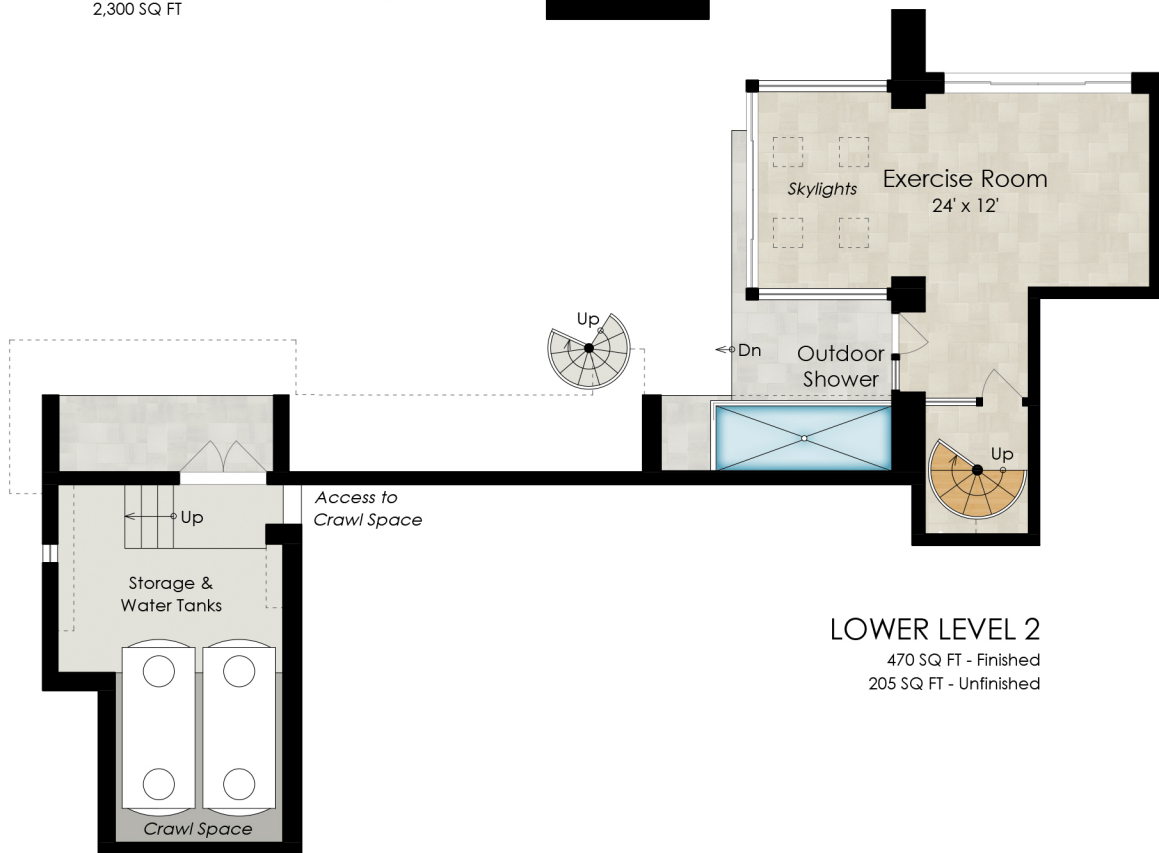 2,300 SQ FT
Skylights
Exercise Room
24' x 12'
Up
Dn
Outdoor
Shower
Up
Access to
Crawl Space
Up
Storage &
Water Tanks
LOWER LEVEL 2
470 SQ FT - Finished
205 SQ FT - Unfinished
Crawl Space